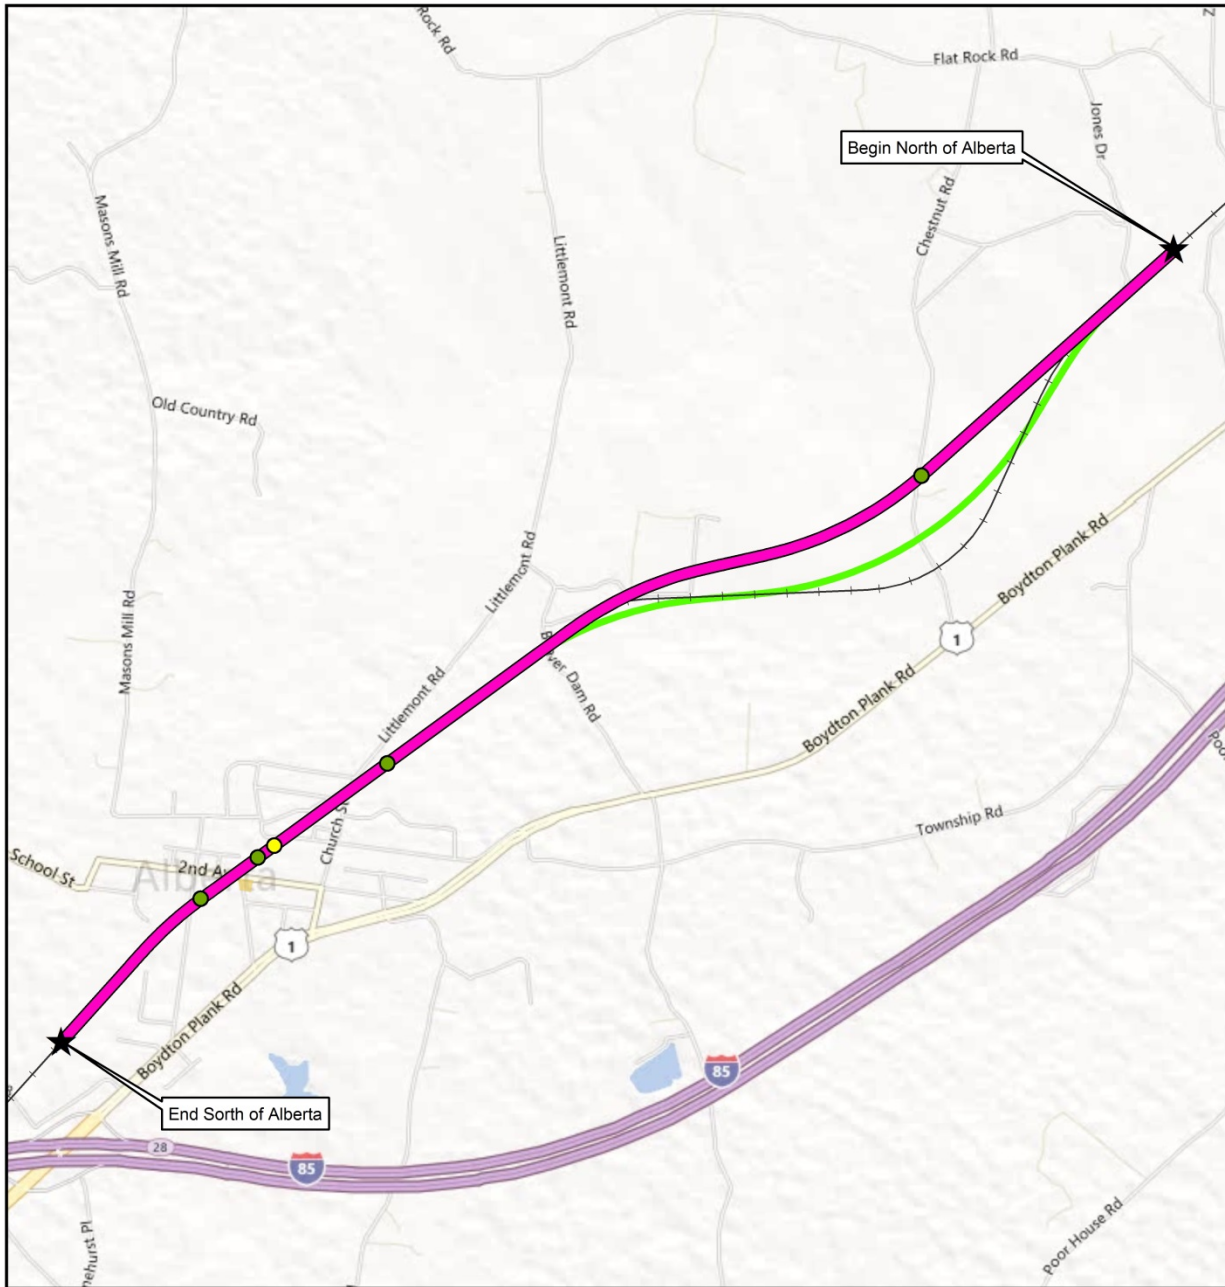 Rock Rd
Flat Rock Rd
Jones Dr
Begin North of Alberta
Chestnut Rd
Masons Mill Rd
Littlemont Rd
Old Country Rd
Littlemont Rd
Boydton Plank Rd
Masons Mill Rd
1
Dam Rd
Littlemont Rd
Boydton Plank Rd
Church St
Township Rd
School St
2nd
Alberta
1
Boydton Plank Rd
85
End Sorth of Alberta
28
85
Poor House Rd
nehurst Pl